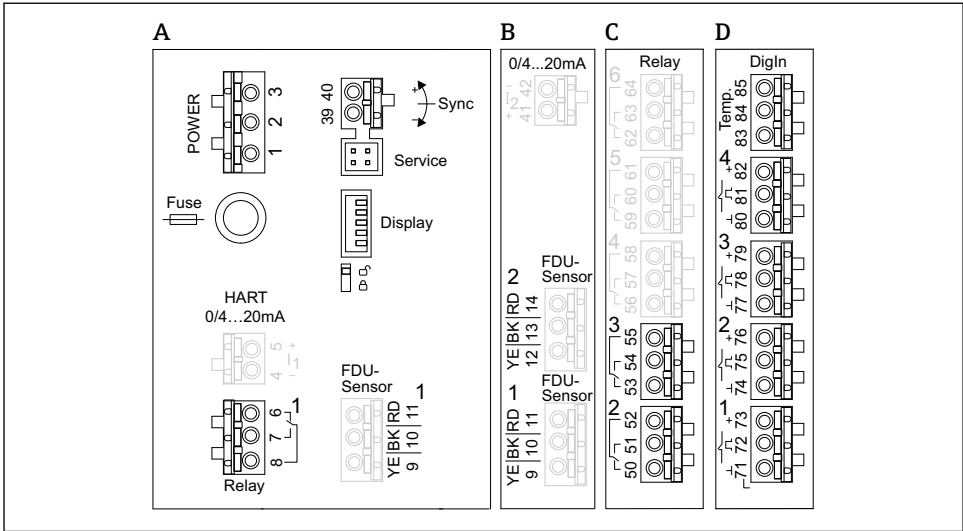 A
POWER
3
2
1
39 40
+
-
Sync
Service
Fuse
Display
HART
0/4...20mA
5 +
1
4 -
6 1
7
8
Relay
FDU-
Sensor
1
YE BK RD
9 10 11
B
0/4...20mA
- 42
2
+ 41
2
FDU-
Sensor
YE BK RD
12 13 14
1
FDU-
Sensor
YE BK RD
9 10 11
C
Relay
6
62 63 64
5
59 60 61
4
56 57 58
3
53 54 55
2
50 51 52
D
DigIn
Temp.
83 84 85
4
80 81 82 +
3
77 78 79 +
2
74 75 76 +
1
71 72 73 +